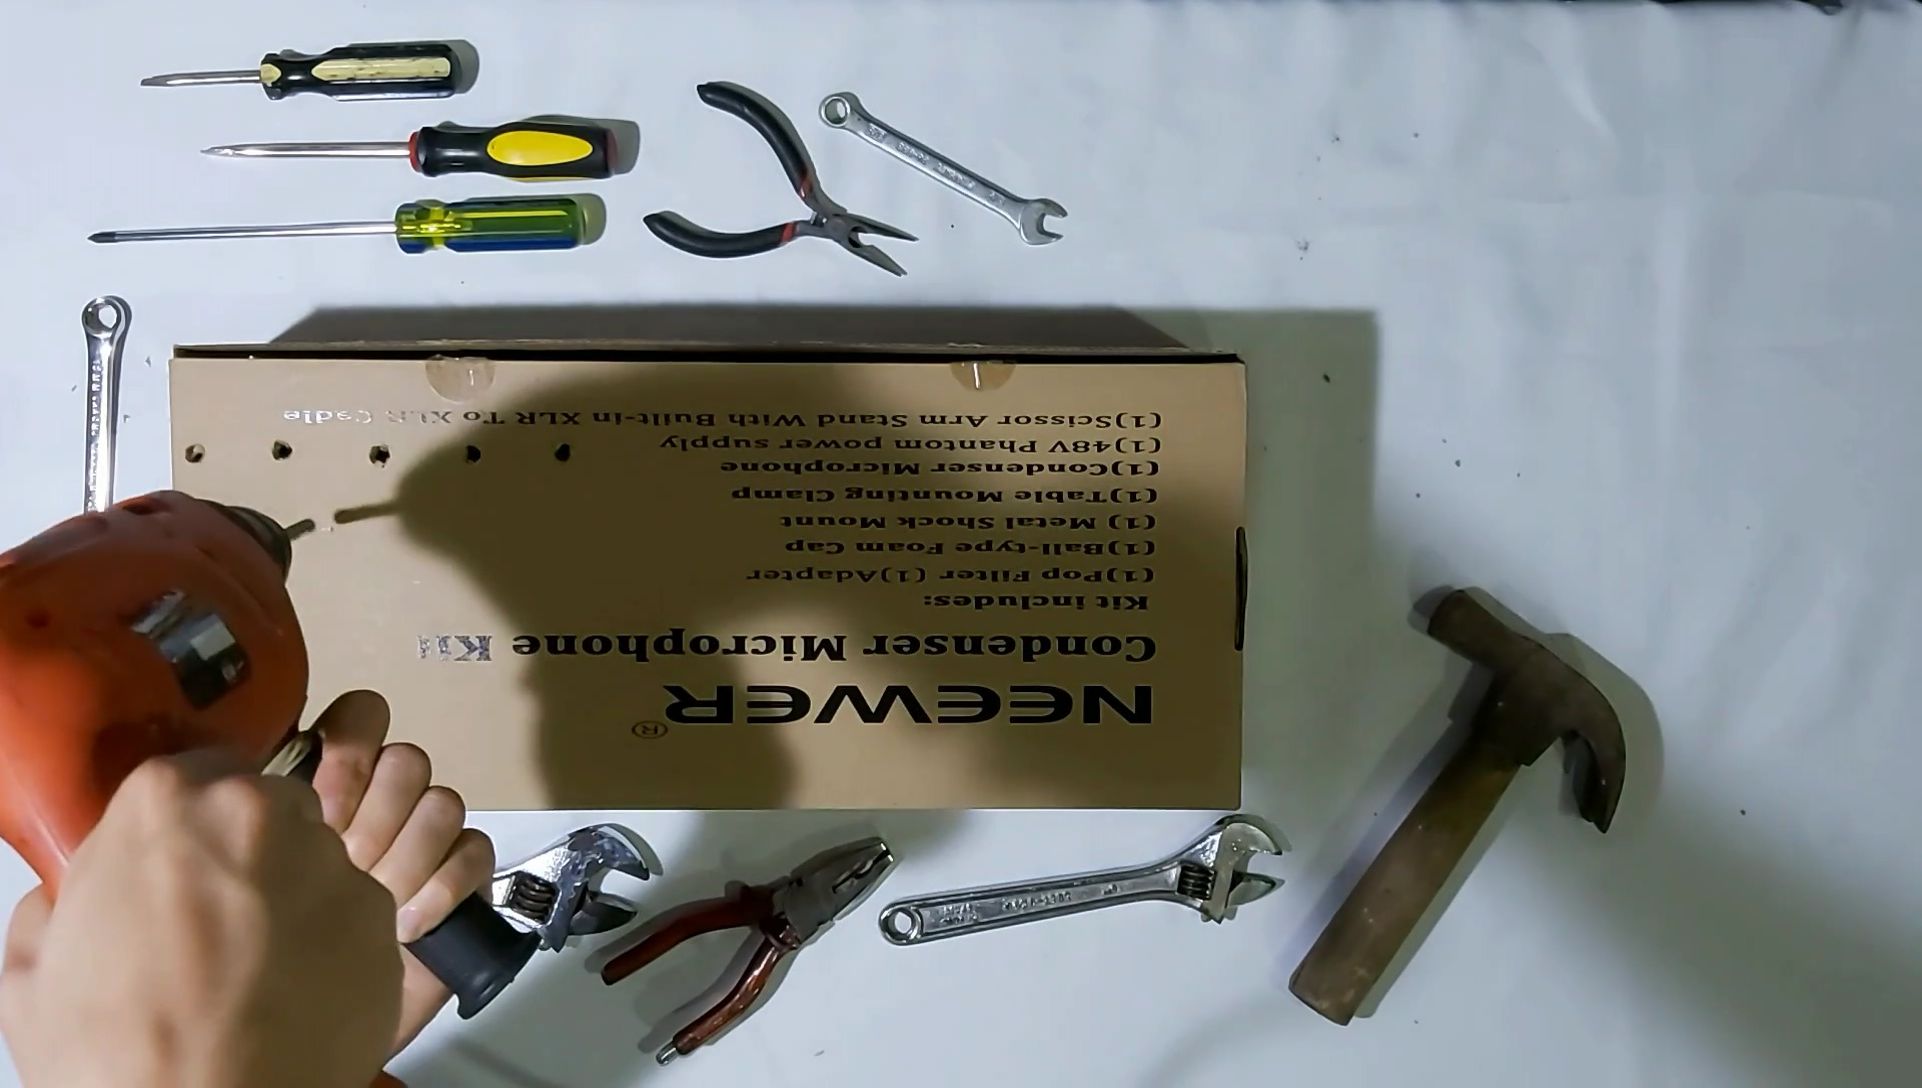 NEEWER®
Condenser Microphone Kit
Kit includes:
(1)Pop Filter (1)Adapter
(1)Ball-type Foam Cap
(1) Metal Shock Mount
(1)Table Mounting Clamp
(1)Condenser Microphone
(1)48V Phantom power supply
(1)Scissor Arm Stand With Built-in XLR To XLR Cable